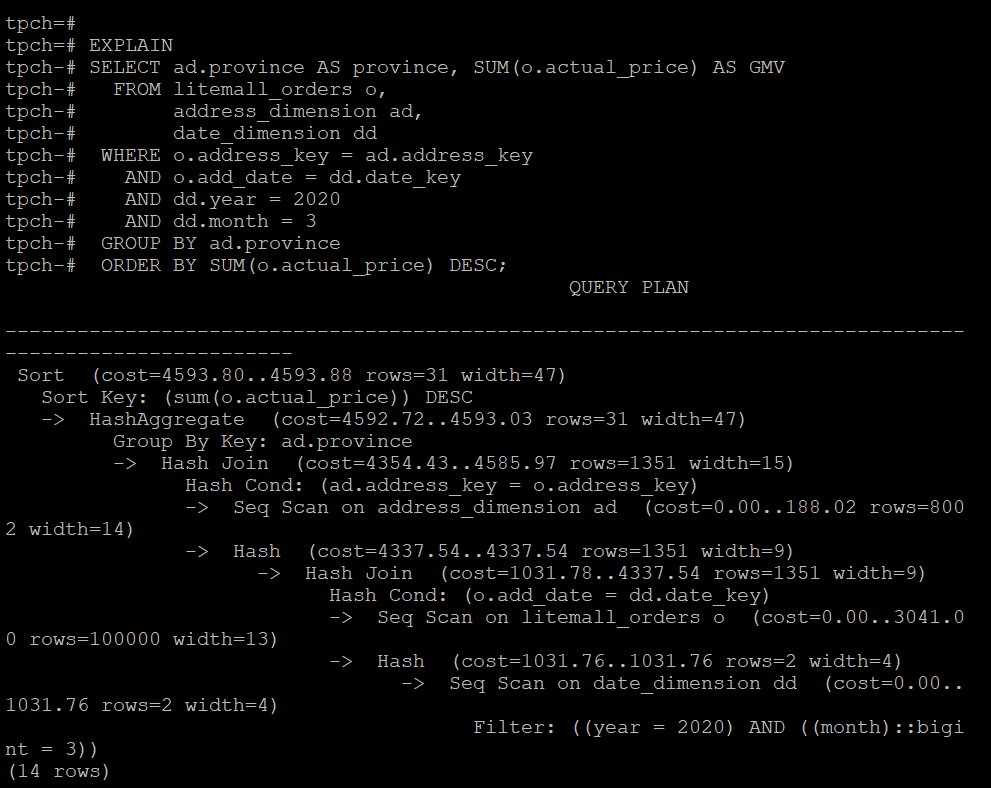 tpch=#
tpch=# EXPLAIN
tpch-# SELECT ad.province AS province, SUM(o.actual_price) AS GMV
tpch-#   FROM litemall_orders o,
tpch-#        address_dimension ad,
tpch-#        date_dimension dd
tpch-#  WHERE o.address_key = ad.address_key
tpch-#    AND o.add_date = dd.date_key
tpch-#    AND dd.year = 2020
tpch-#    AND dd.month = 3
tpch-#  GROUP BY ad.province
tpch-#  ORDER BY SUM(o.actual_price) DESC;
                                               QUERY PLAN
--------------------------------------------------------------------------------
------------------------
 Sort  (cost=4593.80..4593.88 rows=31 width=47)
   Sort Key: (sum(o.actual_price)) DESC
   ->  HashAggregate  (cost=4592.72..4593.03 rows=31 width=47)
         Group By Key: ad.province
         ->  Hash Join  (cost=4354.43..4585.97 rows=1351 width=15)
               Hash Cond: (ad.address_key = o.address_key)
               ->  Seq Scan on address_dimension ad  (cost=0.00..188.02 rows=800
2 width=14)
               ->  Hash  (cost=4337.54..4337.54 rows=1351 width=9)
                     ->  Hash Join  (cost=1031.78..4337.54 rows=1351 width=9)
                           Hash Cond: (o.add_date = dd.date_key)
                           ->  Seq Scan on litemall_orders o  (cost=0.00..3041.0
0 rows=100000 width=13)
                           ->  Hash  (cost=1031.76..1031.76 rows=2 width=4)
                                 ->  Seq Scan on date_dimension dd  (cost=0.00..
1031.76 rows=2 width=4)
                                       Filter: ((year = 2020) AND ((month)::bigi
nt = 3))
(14 rows)